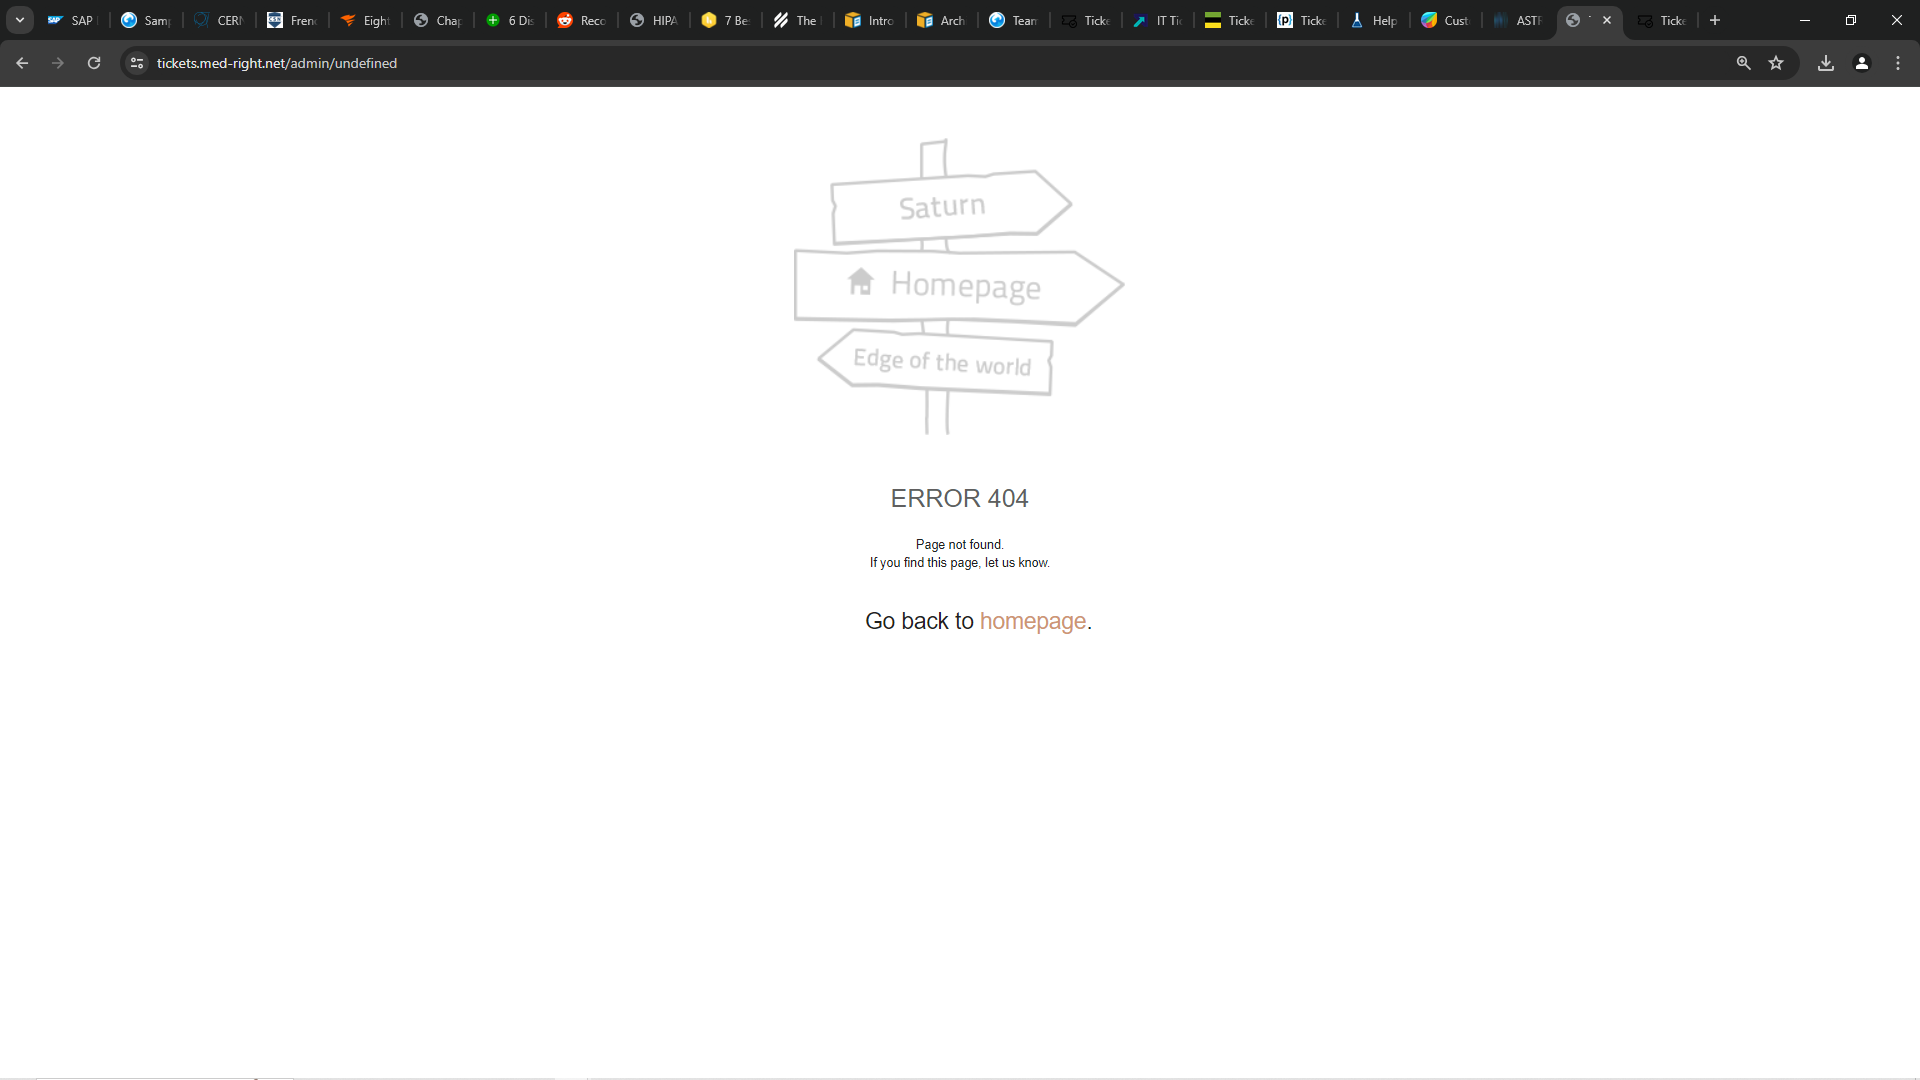 SAP
Sam
CERN
Fren
Eight
Chap
6 Dis
Reco
HIPA
7 Be
The
Intro
Arch
Team
Ticke
IT Ti
Ticke
Ticke
Help
Cust
ASTR
Ticke
tickets.med-right.net/admin/undefined
Saturn
Homepage
Edge of the world
ERROR 404
Page not found.
If you find this page, let us know.
Go back to homepage.